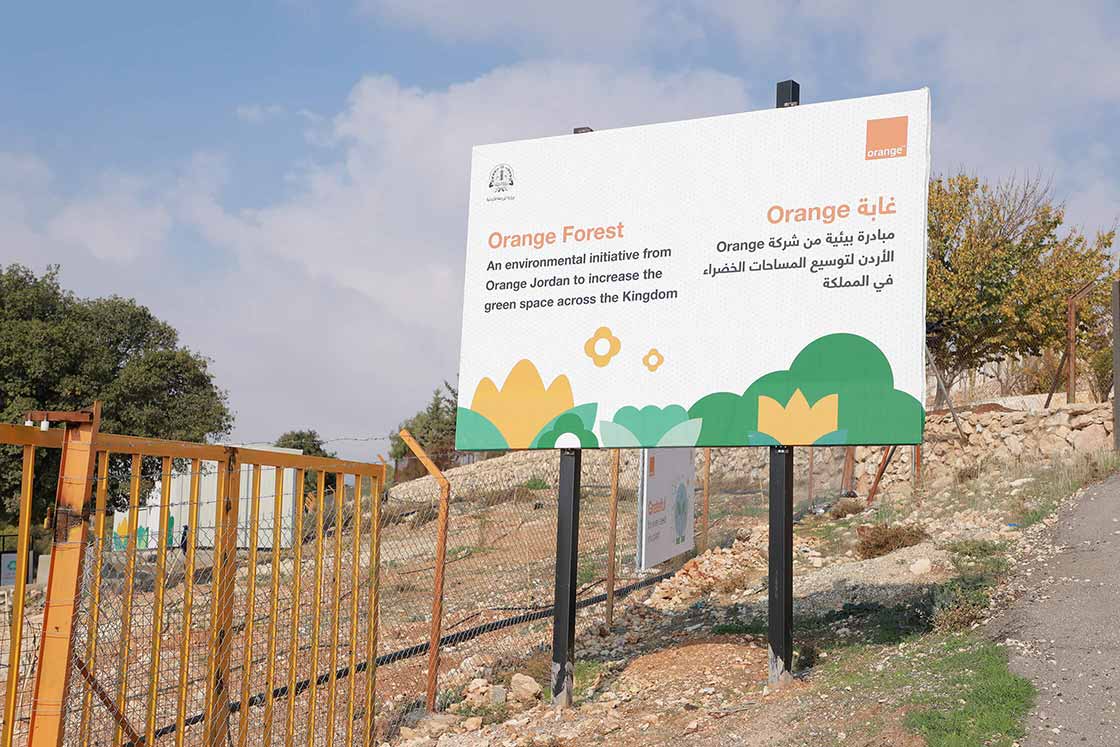 orange
Orange Forest
An environmental initiative from
Orange Jordan to increase the
green space across the Kingdom
غابة Orange
مبادرة بيئية من شركة Orange
الأردن لتوسيع المساحات الخضراء
في المملكة
Grateful